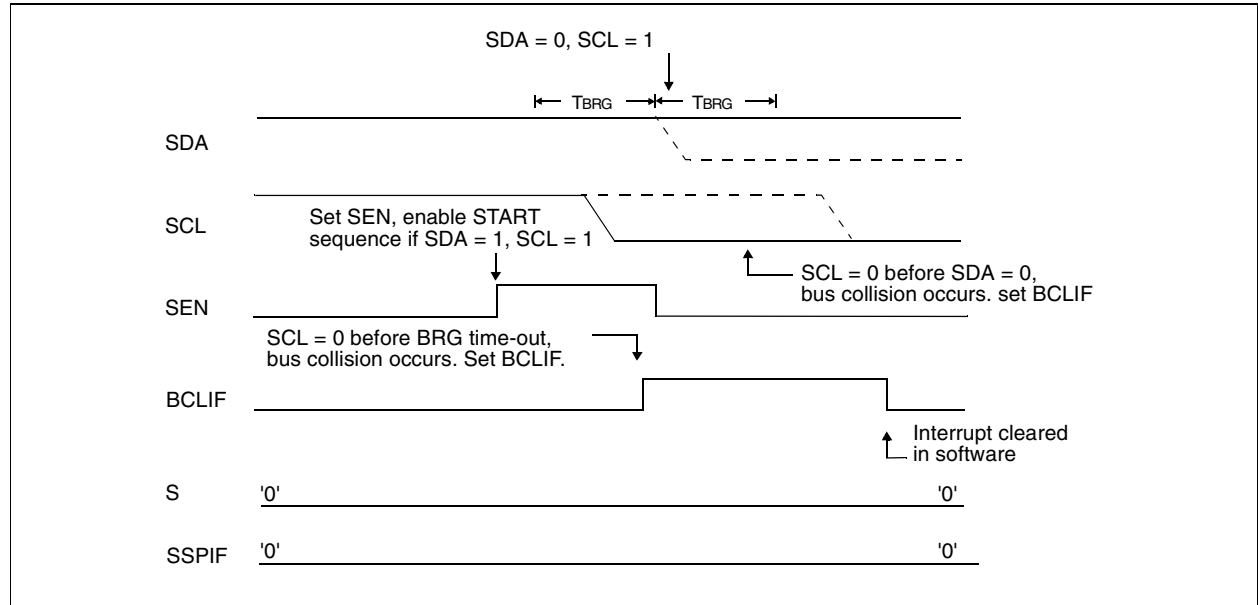 SDA = 0, SCL = 1
TBRG TBRG
SDA
SCL
Set SEN, enable START
sequence if SDA = 1, SCL = 1
SCL = 0 before SDA = 0,
bus collision occurs. set BCLIF
SEN
SCL = 0 before BRG time-out,
bus collision occurs. Set BCLIF.
BCLIF
Interrupt cleared
in software
S '0' '0'
SSPIF '0' '0'